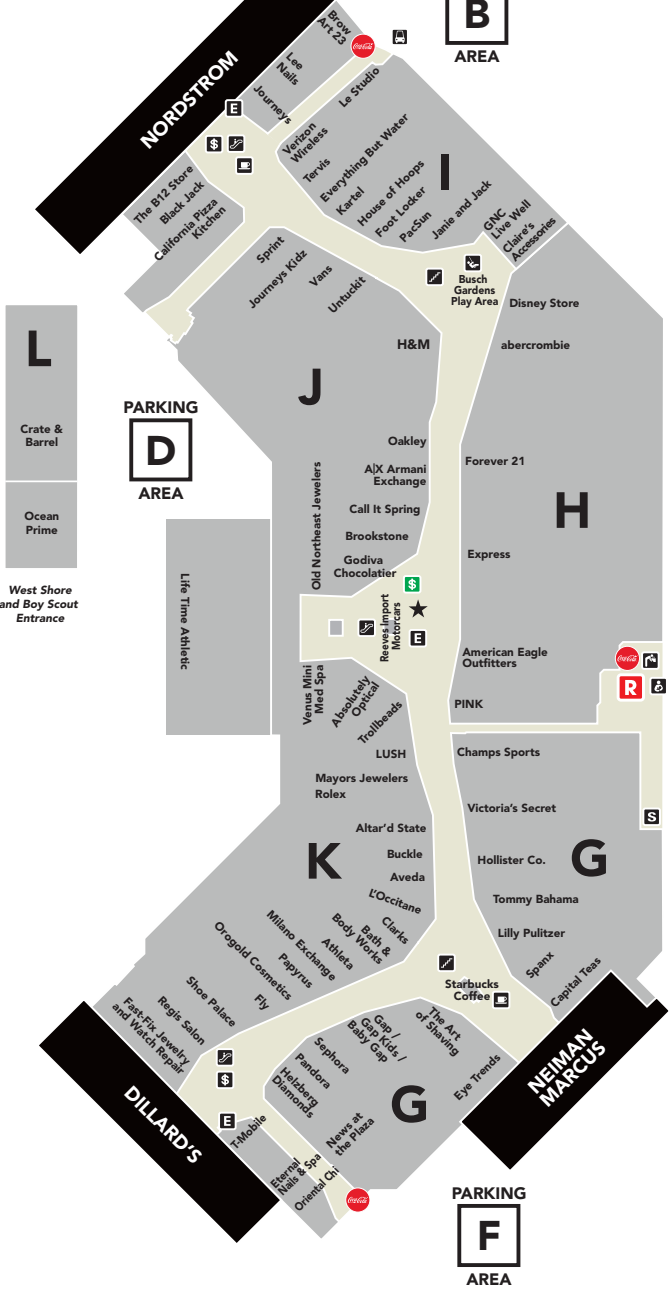 B
AREA
NORDSTROM
Brow
Art 23
Coca-Cola
Lee
Nails
Journeys
Le Studio
E
$
Verizon
Wireless
Tervis
Everything But Water
Kartel
House of Hoops
Foot Locker
PacSun
Janie and Jack
I
GNC
Live Well
Claire's
Accessories
The B12 Store
Black Jack
California Pizza
Kitchen
Sprint
Journeys Kidz
Vans
Untuckit
Busch
Gardens
Play Area
Disney Store
H&M
abercrombie
L
Crate &
Barrel
Ocean
Prime
West Shore
and Boy Scout
Entrance
J
PARKING
D
AREA
Oakley
A|X Armani
Exchange
Call It Spring
Brookstone
Godiva
Chocolatier
Old Northeast Jewelers
Forever 21
H
Express
Life Time Athletic
$
Reeves Import
Motorcars
E
American Eagle
Outfitters
PINK
Coca-Cola
R
S
Venus Mini
Med Spa
Absolutely
Optical
Trollbeads
LUSH
Mayors Jewelers
Rolex
Altar'd State
Buckle
Aveda
L'Occitane
Clarks
Bath &
Body Works
Athleta
Milano Exchange
Papyrus
Orogold Cosmetics
Fly
Shoe Palace
Regis Salon
Fast-Fix Jewelry
and Watch Repair
K
Champs Sports
Victoria's Secret
Hollister Co.
G
Tommy Bahama
Lilly Pulitzer
Spanx
Capital Teas
Starbucks
Coffee
NEIMAN
MARCUS
The Art
of Shaving
Gap /
Gap Kids /
Baby Gap
Sephora
Pandora
Helzberg
Diamonds
Eye Trends
G
News at
the Plaza
DILLARD'S
$
E
T-Mobile
Eternal
Nails & Spa
Oriental Chi
Coca-Cola
PARKING
F
AREA